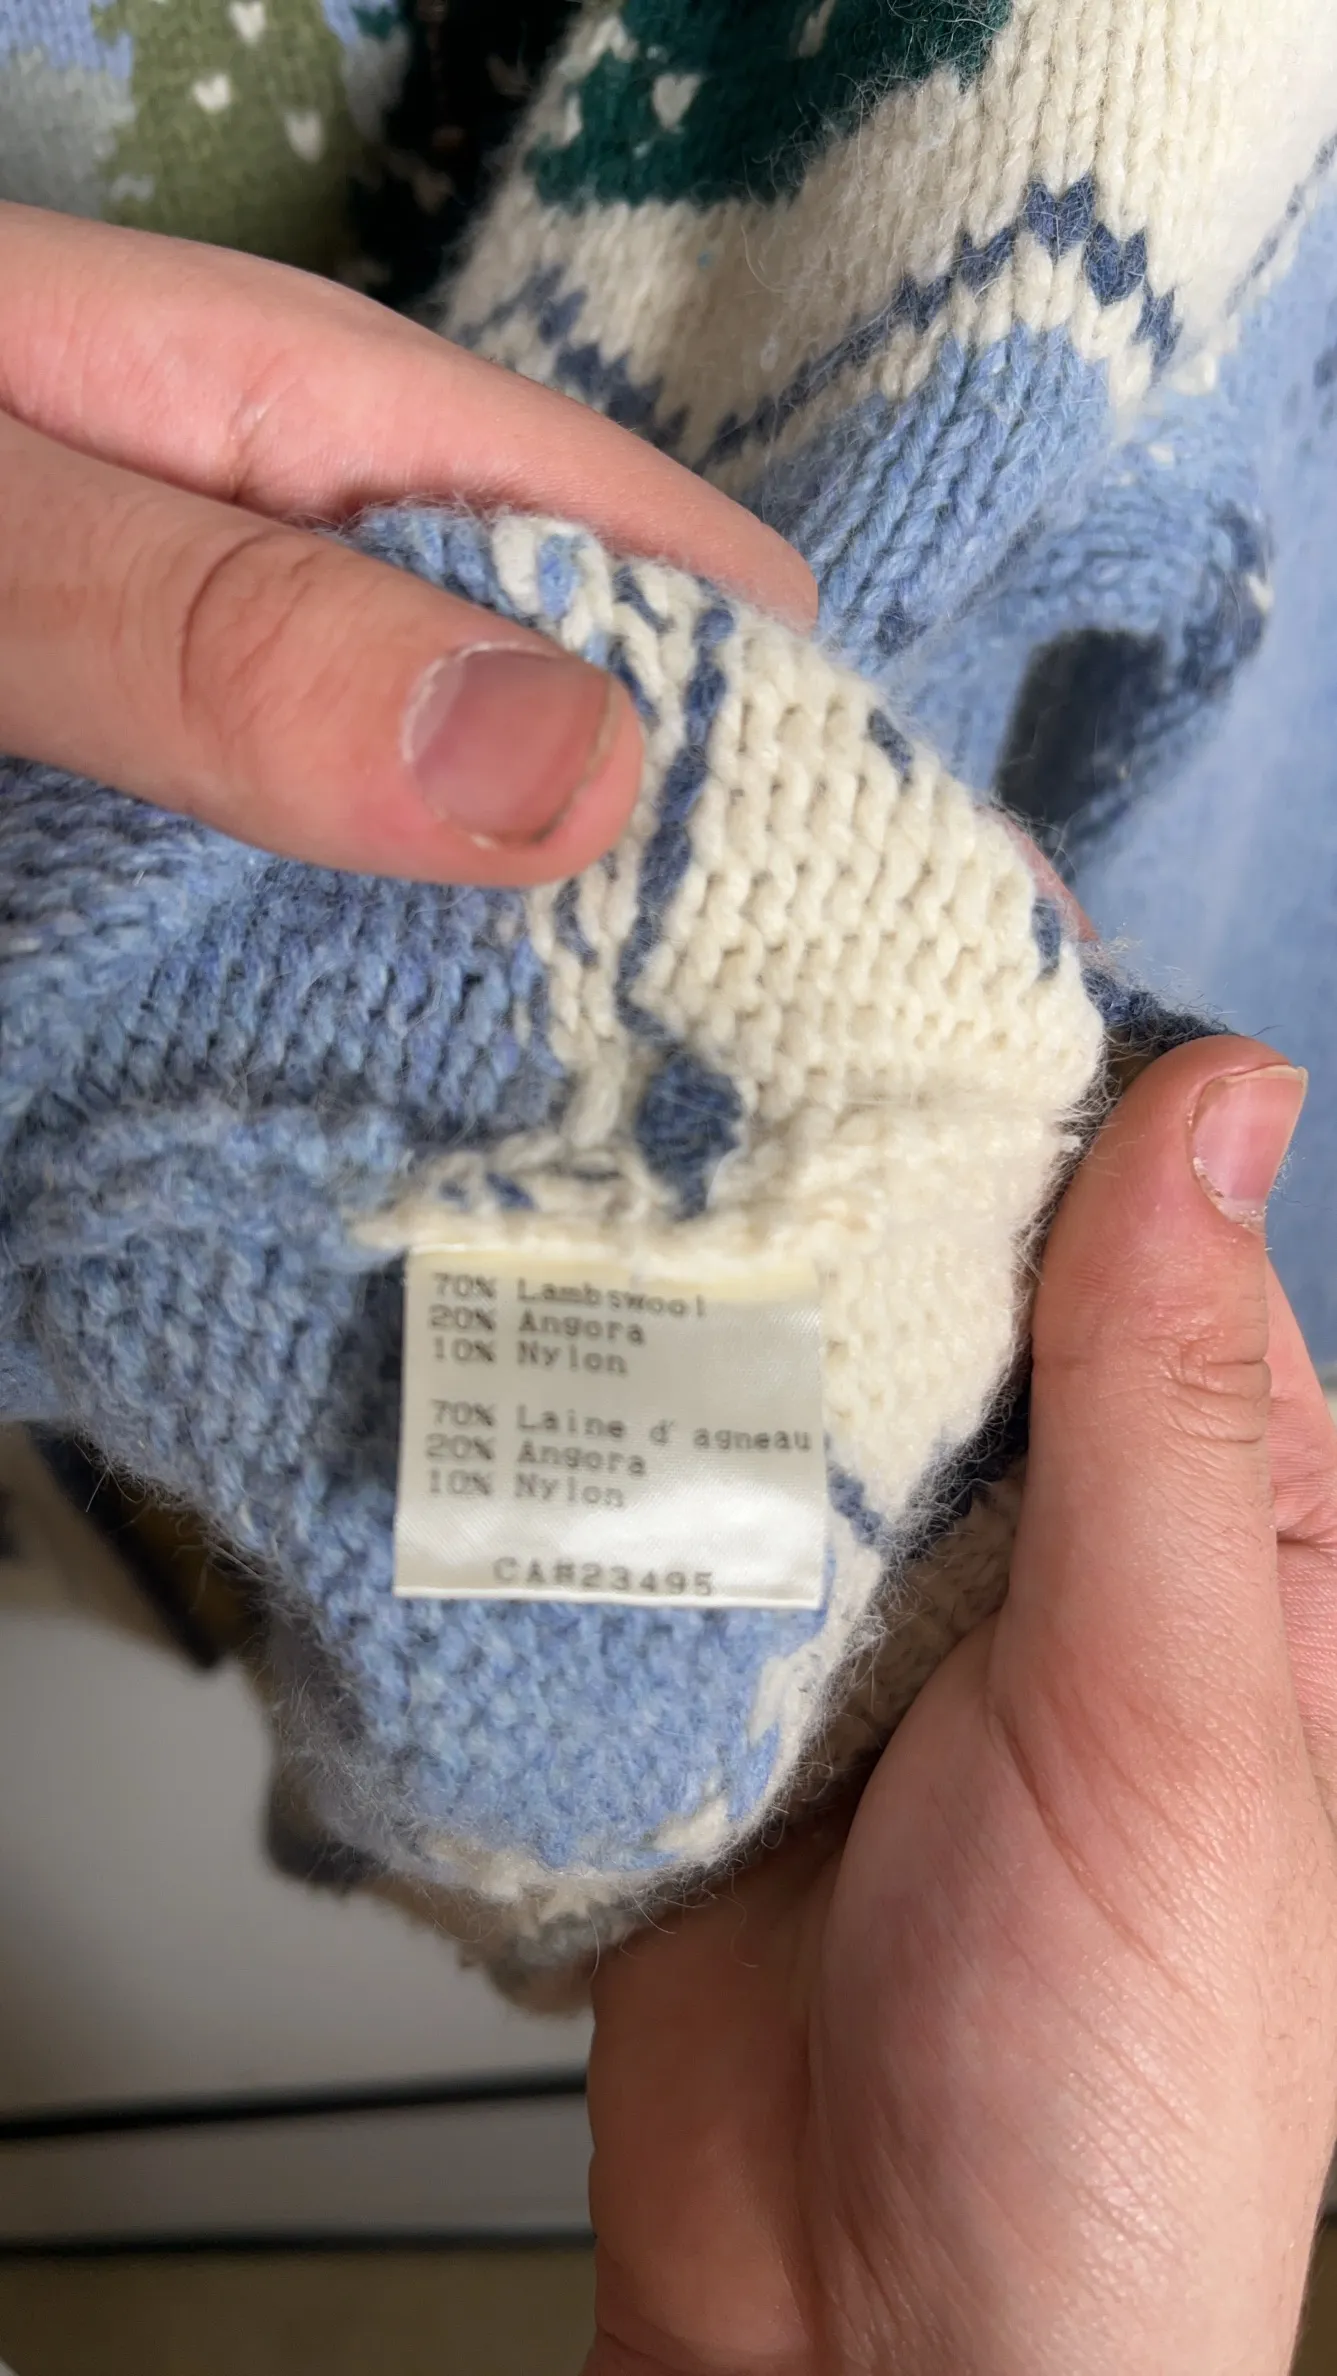 70% Lambswool
20% Angora
10% Nylon
70% Laine d' agneau
20% Angora
10% Nylon
CA#23495